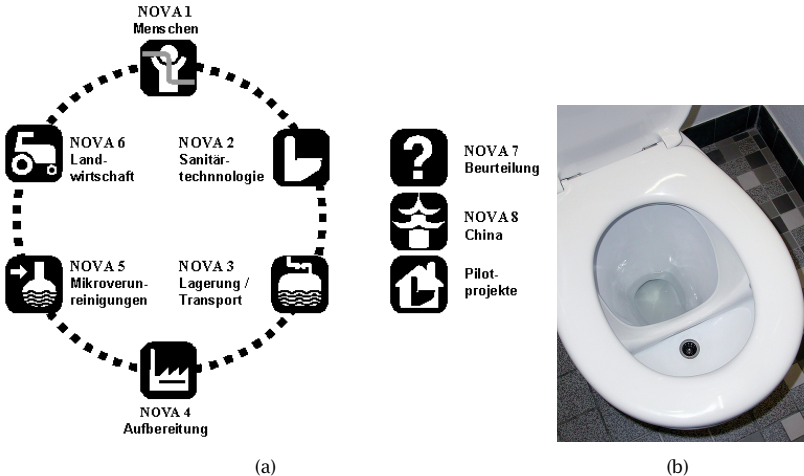 NOVA 1
Menschen
NOVA 6
Land-
wirtschaft
NOVA 2
Sanitär-
technnologie
NOVA 5
Mikroverun-
reinigungen
NOVA 3
Lagerung /
Transport
NOVA 4
Aufbereitung
NOVA 7
Beurteilung
NOVA 8
China
Pilot-
projekte
(a)
(b)